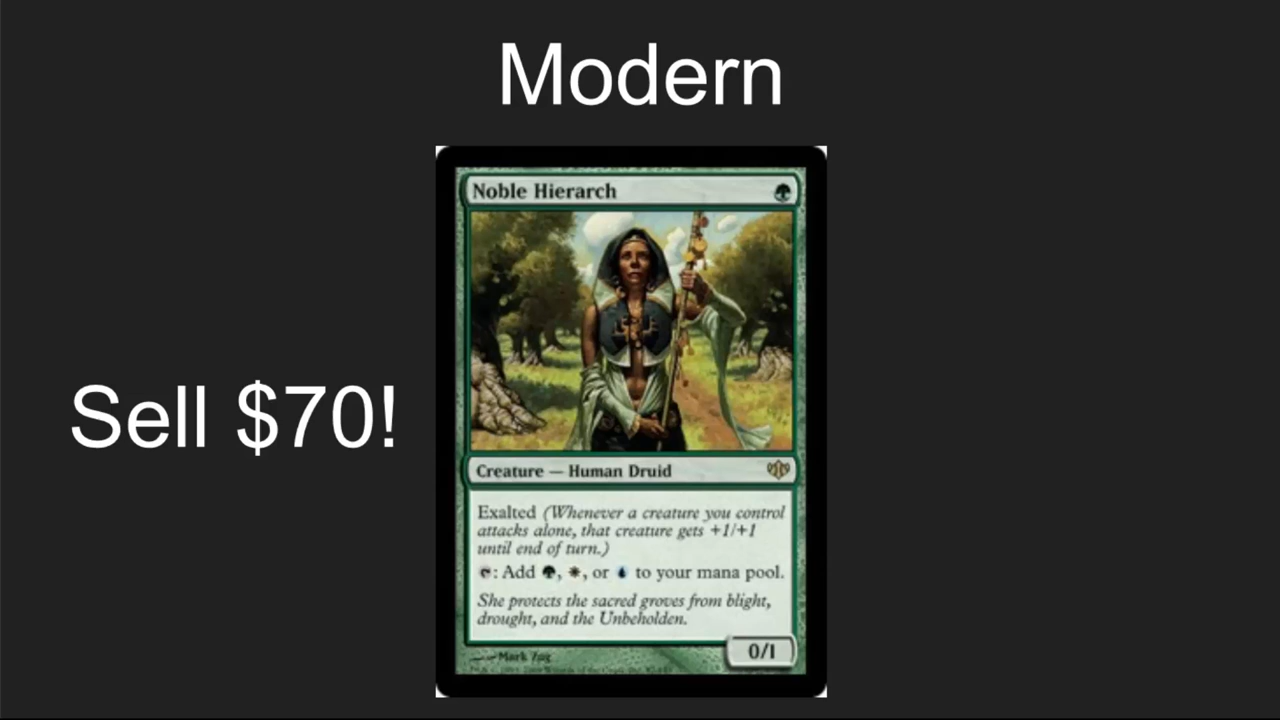 Modern
Noble Hierarch
Sell $70!
Creature — Human Druid
Exalted (Whenever a creature you control
attacks alone, that creature gets +1/+1
until end of turn.)
: Add , , or to your mana pool.
She protects the sacred groves from blight,
drought, and the Unbeholden.
0/1
Mark Zug